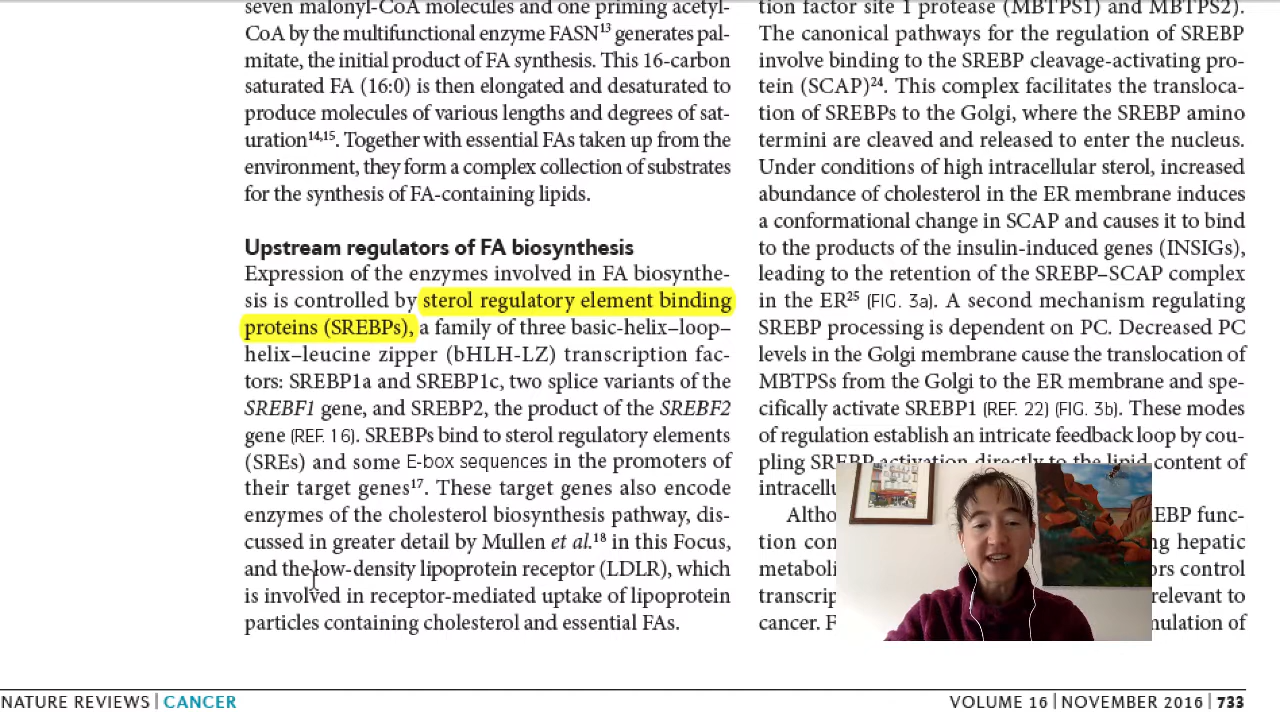 seven malonyl-CoA molecules and one priming acetyl-
CoA by the multifunctional enzyme FASN13 generates pal-
mitate, the initial product of FA synthesis. This 16-carbon
saturated FA (16:0) is then elongated and desaturated to
produce molecules of various lengths and degrees of sat-
uration14,15. Together with essential FAs taken up from the
environment, they form a complex collection of substrates
for the synthesis of FA-containing lipids.
Upstream regulators of FA biosynthesis
Expression of the enzymes involved in FA biosynthe-
sis is controlled by sterol regulatory element binding
proteins (SREBPs), a family of three basic-helix–loop–
helix–leucine zipper (bHLH-LZ) transcription fac-
tors: SREBP1a and SREBP1c, two splice variants of the
SREBF1 gene, and SREBP2, the product of the SREBF2
gene (REF. 16). SREBPs bind to sterol regulatory elements
(SREs) and some E-box sequences in the promoters of
their target genes17. These target genes also encode
enzymes of the cholesterol biosynthesis pathway, dis-
cussed in greater detail by Mullen et al.18 in this Focus,
and the low-density lipoprotein receptor (LDLR), which
is involved in receptor-mediated uptake of lipoprotein
particles containing cholesterol and essential FAs.
tion factor site 1 protease (MBTPS1) and MBTPS2).
The canonical pathways for the regulation of SREBP
involve binding to the SREBP cleavage-activating pro-
tein (SCAP)24. This complex facilitates the transloca-
tion of SREBPs to the Golgi, where the SREBP amino
termini are cleaved and released to enter the nucleus.
Under conditions of high intracellular sterol, increased
abundance of cholesterol in the ER membrane induces
a conformational change in SCAP and causes it to bind
to the products of the insulin-induced genes (INSIGs),
leading to the retention of the SREBP–SCAP complex
in the ER25 (FIG. 3a). A second mechanism regulating
SREBP processing is dependent on PC. Decreased PC
levels in the Golgi membrane cause the translocation of
MBTPSs from the Golgi to the ER membrane and spe-
cifically activate SREBP1 (REF. 22) (FIG. 3b). These modes
of regulation establish an intricate feedback loop by cou-
pling SREBP activation directly to the lipid content of
intracellu
Altho EBP func-
tion con ng hepatic
metaboli ors control
transcrip relevant to
cancer. F mulation of
NATURE REVIEWS | CANCER
VOLUME 16 | NOVEMBER 2016 | 733